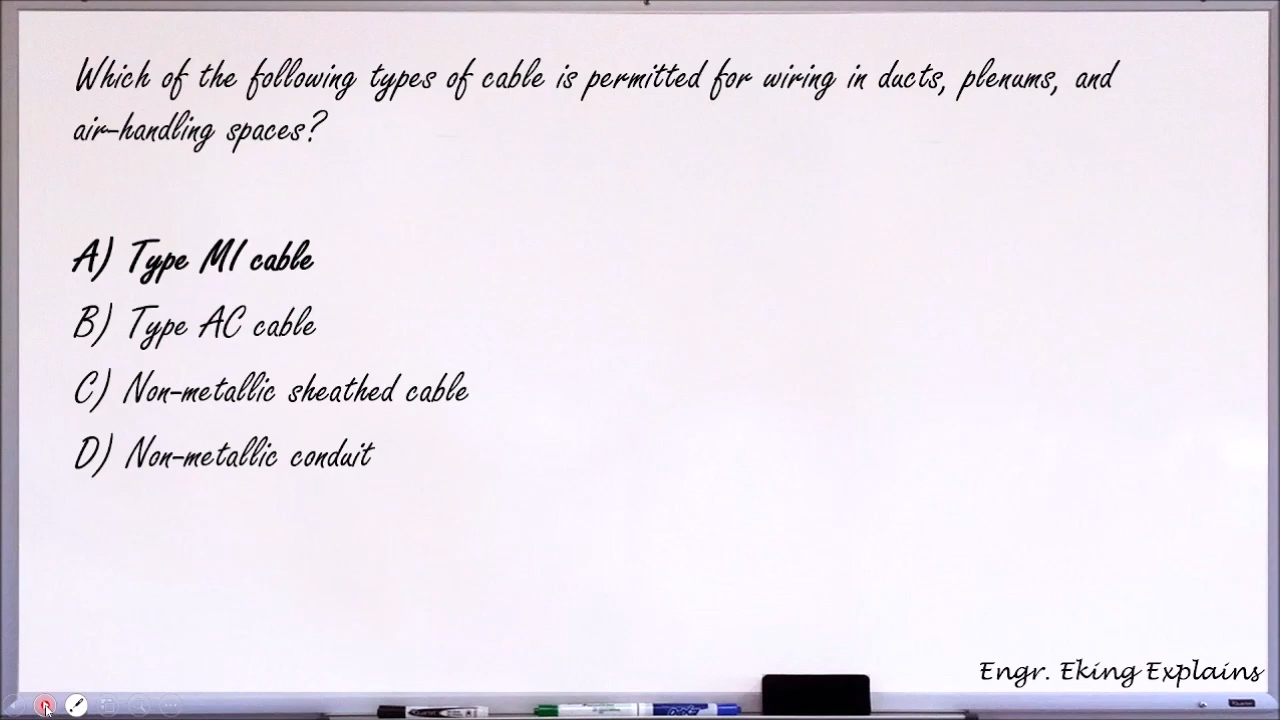 Which of the following types of cable is permitted for wiring in ducts, plenums, and
air-handling spaces?
A) Type MI cable
B) Type AC cable
C) Non-metallic sheathed cable
D) Non-metallic conduit
Engr. Eking Explains